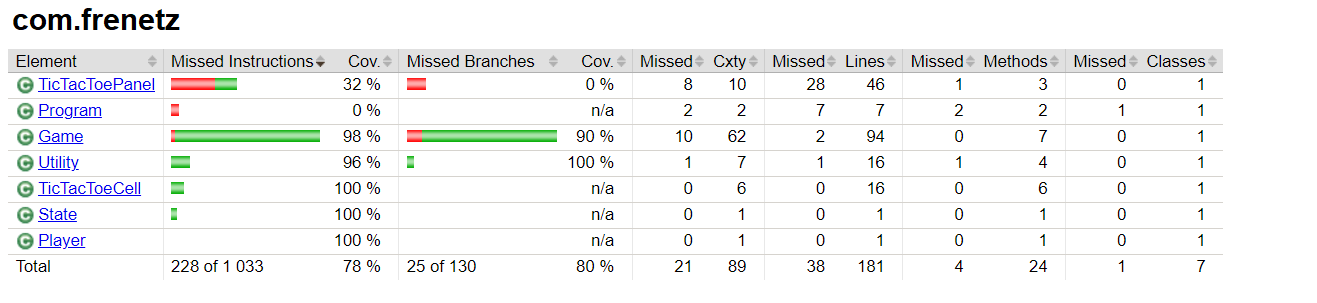 com.frenetz
Element Missed Instructions Cov. Missed Branches Cov. Missed Cxty Missed Lines Missed Methods Missed Classes
TicTacToePanel 32 % 0 % 8 10 28 46 1 3 0 1
Program 0 % n/a 2 2 7 7 2 2 1 1
Game 98 % 90 % 10 62 2 94 0 7 0 1
Utility 96 % 100 % 1 7 1 16 1 4 0 1
TicTacToeCell 100 % n/a 0 6 0 16 0 6 0 1
State 100 % n/a 0 1 0 1 0 1 0 1
Player 100 % n/a 0 1 0 1 0 1 0 1
Total 228 of 1 033 78 % 25 of 130 80 % 21 89 38 181 4 24 1 7